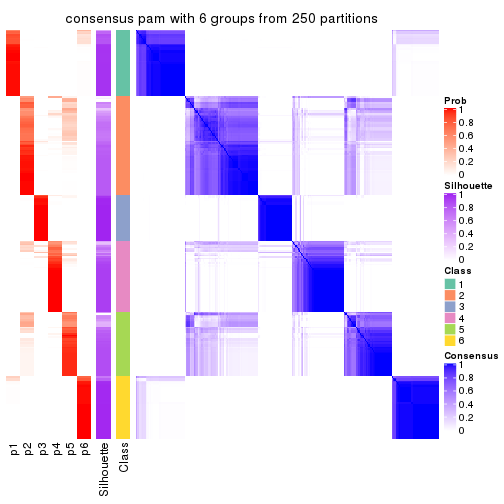 consensus pam with 6 groups from 250 partitions
Prob
1
0.8
0.6
0.4
0.2
0
Silhouette
1
0.8
0.6
0.4
0.2
0
Class
1
2
3
4
5
6
Consensus
1
0.8
0.6
0.4
0.2
0
p1
p2
p3
p4
p5
p6
Silhouette
Class